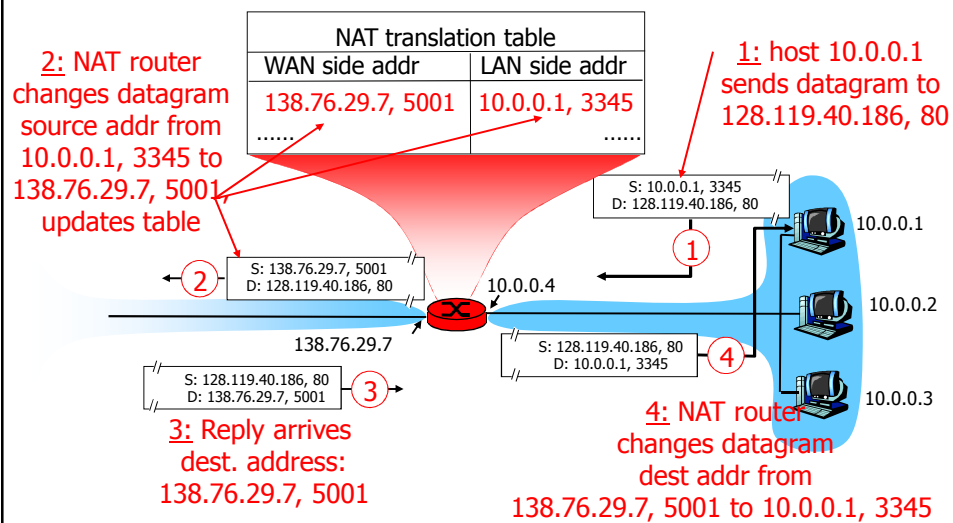 NAT translation table
WAN side addr LAN side addr
138.76.29.7, 5001 10.0.0.1, 3345
...... ......
2: NAT router
changes datagram
source addr from
10.0.0.1, 3345 to
138.76.29.7, 5001,
updates table
1: host 10.0.0.1
sends datagram to
128.119.40.186, 80
S: 10.0.0.1, 3345
D: 128.119.40.186, 80
1
10.0.0.1
S: 138.76.29.7, 5001
D: 128.119.40.186, 80
2
10.0.0.4
10.0.0.2
138.76.29.7
S: 128.119.40.186, 80
D: 10.0.0.1, 3345
4
S: 128.119.40.186, 80
D: 138.76.29.7, 5001
3
10.0.0.3
3: Reply arrives
dest. address:
138.76.29.7, 5001
4: NAT router
changes datagram
dest addr from
138.76.29.7, 5001 to 10.0.0.1, 3345